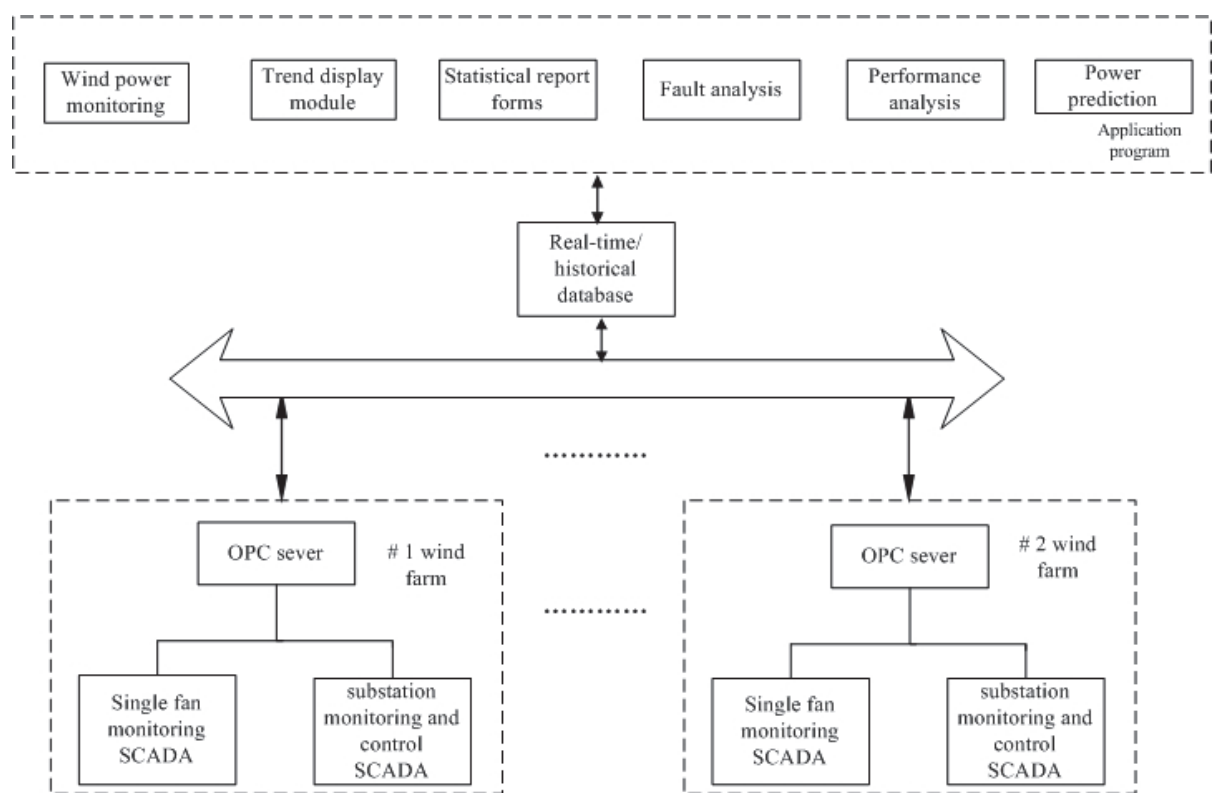 Wind power
monitoring
Trend display
module
Statistical report
forms
Fault analysis
Performance
analysis
Power
prediction
Application
program
Real-time/
historical
database
OPC sever
# 1 wind
farm
Single fan
monitoring
SCADA
substation
monitoring and
control
SCADA
OPC sever
# 2 wind
farm
Single fan
monitoring
SCADA
substation
monitoring and
control
SCADA